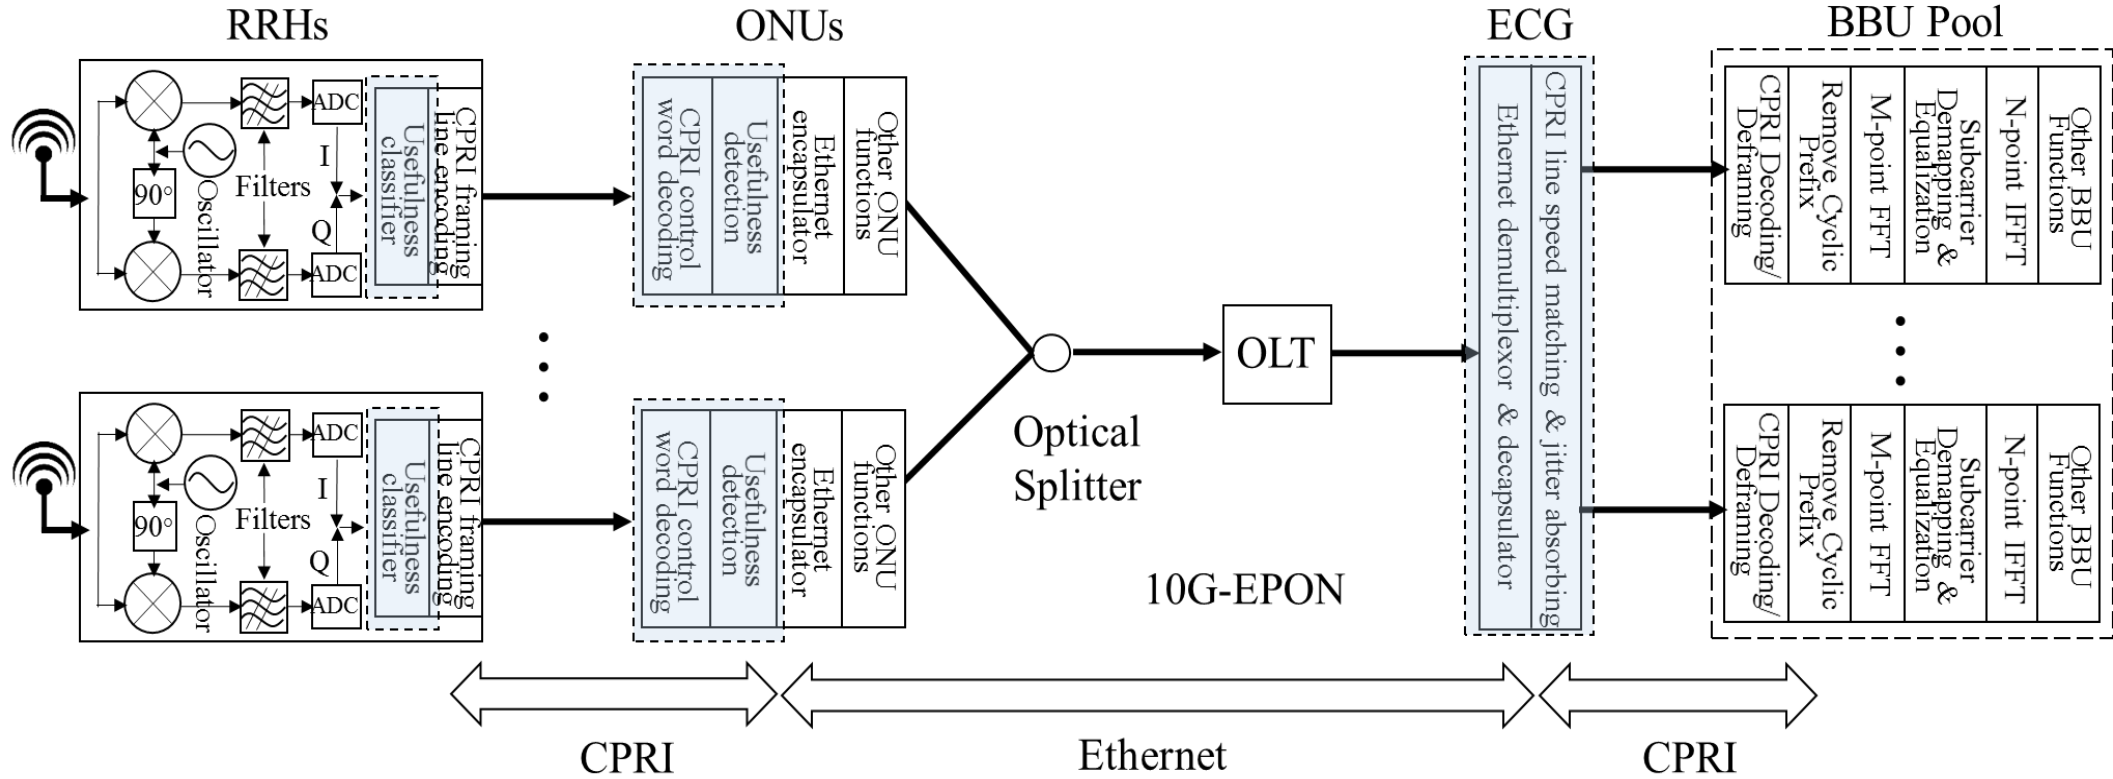 RRHs
ONUs
ECG
BBU Pool
ADC
I
Filters
90°
Oscillator
Q
ADC
Usefulness
classifier
CPRI framing
line encoding
CPRI control
word decoding
Usefulness
detection
Ethernet
encapsulator
Other ONU
functions
ADC
I
Filters
90°
Oscillator
Q
ADC
Usefulness
classifier
CPRI framing
line encoding
CPRI control
word decoding
Usefulness
detection
Ethernet
encapsulator
Other ONU
functions
Optical
Splitter
OLT
10G-EPON
Ethernet demultiplexor & decapsulator
CPRI line speed matching & jitter absorbing
CPRI Decoding/
Deframing
Remove Cyclic
Prefix
M-point FFT
Subcarrier
Demapping &
Equalization
N-point IFFT
Other BBU
Functions
CPRI Decoding/
Deframing
Remove Cyclic
Prefix
M-point FFT
Subcarrier
Demapping &
Equalization
N-point IFFT
Other BBU
Functions
CPRI
Ethernet
CPRI